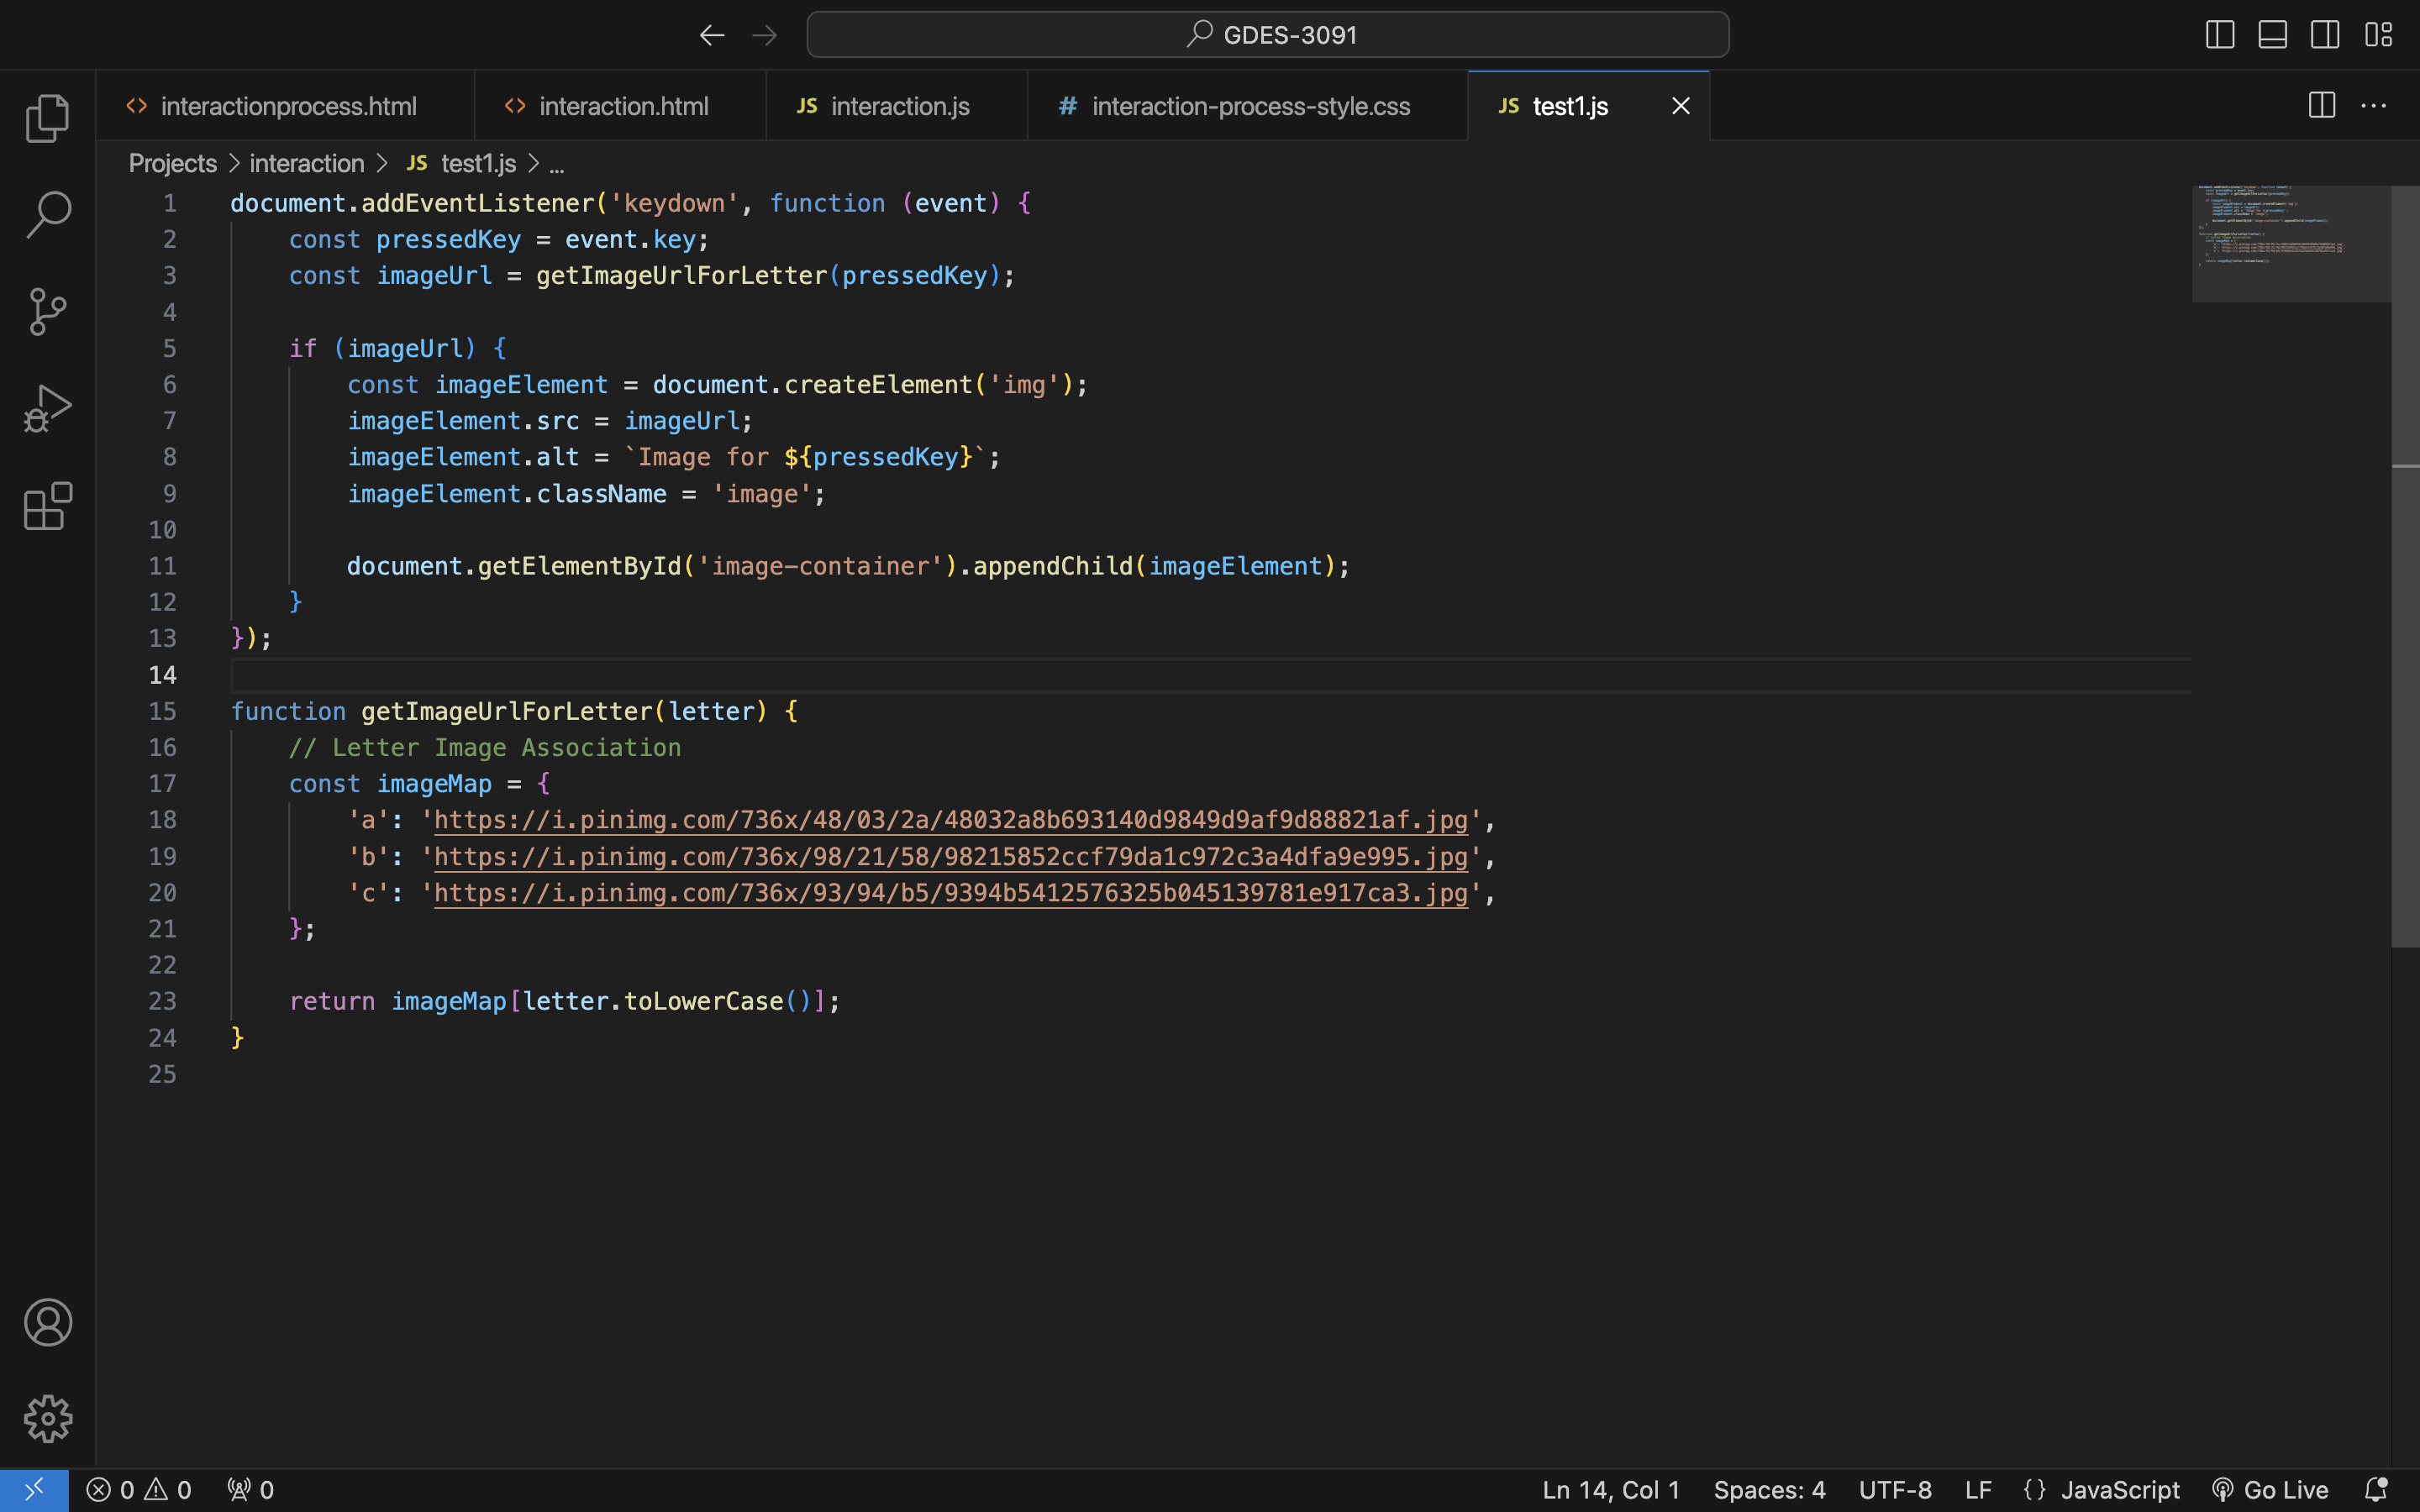 GDES-3091
interactionprocess.html
interaction.html
JS interaction.js
# interaction-process-style.css
JS test1.js
Projects > interaction > JS test1.js > ...
1 document.addEventListener('keydown', function (event) {
2 const pressedKey = event.key;
3 const imageUrl = getImageUrlForLetter(pressedKey);
4
5 if (imageUrl) {
6 const imageElement = document.createElement('img');
7 imageElement.src = imageUrl;
8 imageElement.alt = `Image for ${pressedKey}`;
9 imageElement.className = 'image';
10
11 document.getElementById('image-container').appendChild(imageElement);
12 }
13 });
14
15 function getImageUrlForLetter(letter) {
16 // Letter Image Association
17 const imageMap = {
18 'a': 'https://i.pinimg.com/736x/48/03/2a/48032a8b693140d9849d9af9d88821af.jpg',
19 'b': 'https://i.pinimg.com/736x/98/21/58/98215852ccf79da1c972c3a4dfa9e995.jpg',
20 'c': 'https://i.pinimg.com/736x/93/94/b5/9394b5412576325b045139781e917ca3.jpg',
21 };
22
23 return imageMap[letter.toLowerCase()];
24 }
25
0 0 0 Ln 14, Col 1 Spaces: 4 UTF-8 LF {} JavaScript Go Live